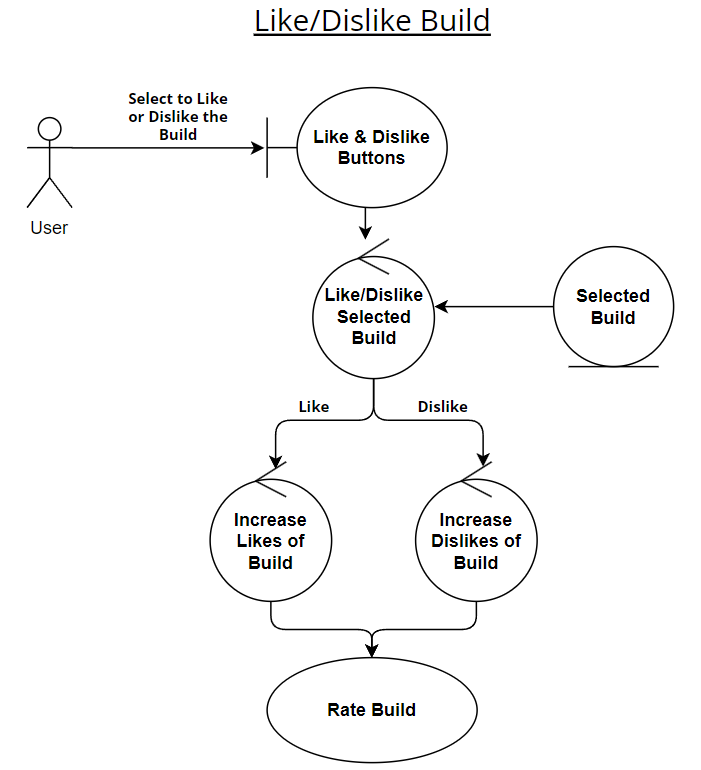 Like/Dislike Build
Select to Like
or Dislike the
Build
User
Like & Dislike
Buttons
Like/Dislike
Selected
Build
Selected
Build
Like
Dislike
Increase
Likes of
Build
Increase
Dislikes of
Build
Rate Build